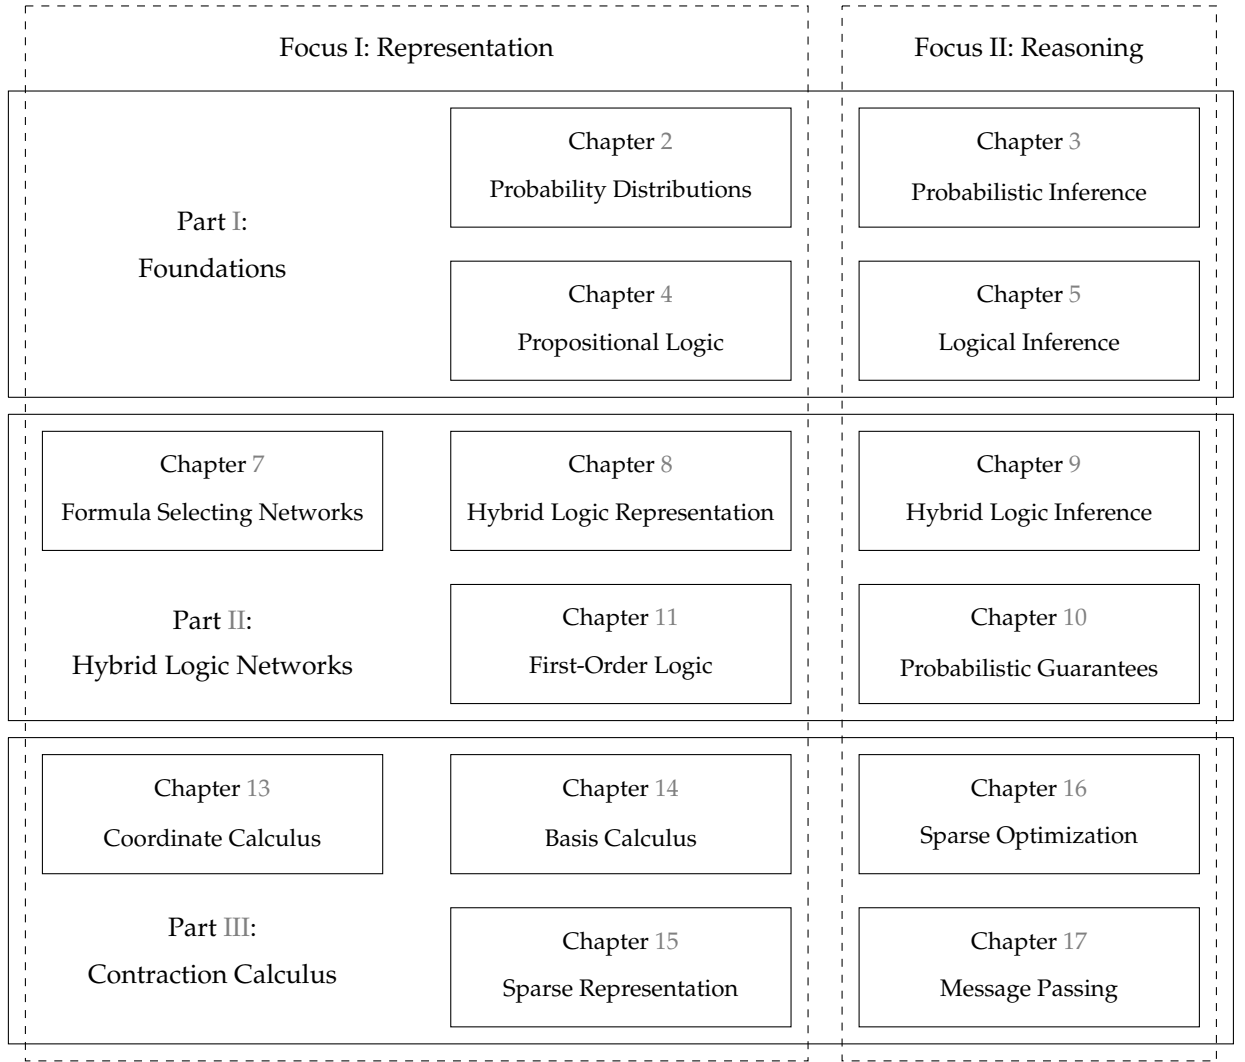 Focus I: Representation
Focus II: Reasoning
Part I:
Foundations
Chapter 2
Probability Distributions
Chapter 3
Probabilistic Inference
Chapter 4
Propositional Logic
Chapter 5
Logical Inference
Chapter 7
Formula Selecting Networks
Chapter 8
Hybrid Logic Representation
Chapter 9
Hybrid Logic Inference
Part II:
Hybrid Logic Networks
Chapter 11
First-Order Logic
Chapter 10
Probabilistic Guarantees
Chapter 13
Coordinate Calculus
Chapter 14
Basis Calculus
Chapter 16
Sparse Optimization
Part III:
Contraction Calculus
Chapter 15
Sparse Representation
Chapter 17
Message Passing